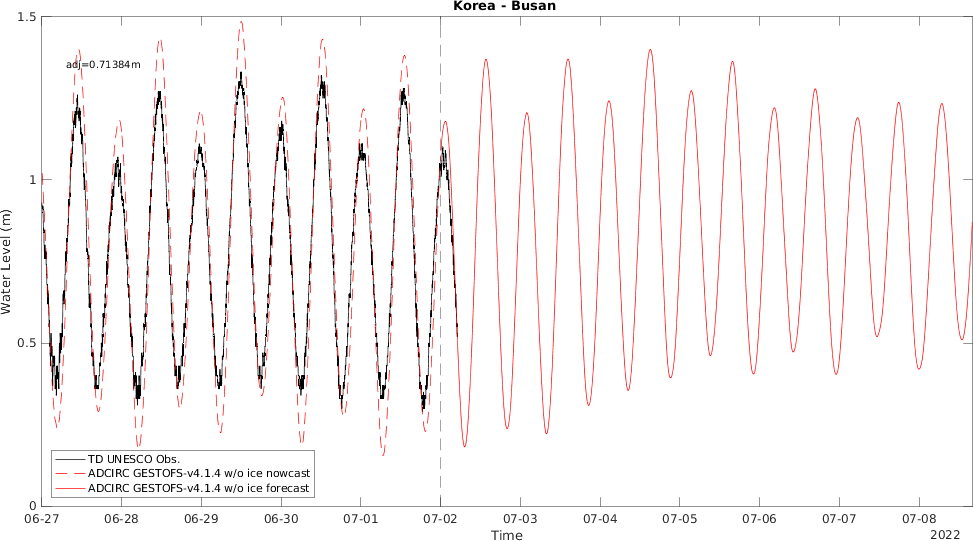 Korea - Busan
1.5
adj=0.71384m
1
Water Level (m)
0.5
TD UNESCO Obs.
ADCIRC GESTOFS-v4.1.4 w/o ice nowcast
ADCIRC GESTOFS-v4.1.4 w/o ice forecast
0
06-27 06-28 06-29 06-30 07-01 07-02 07-03 07-04 07-05 07-06 07-07 07-08
Time
2022